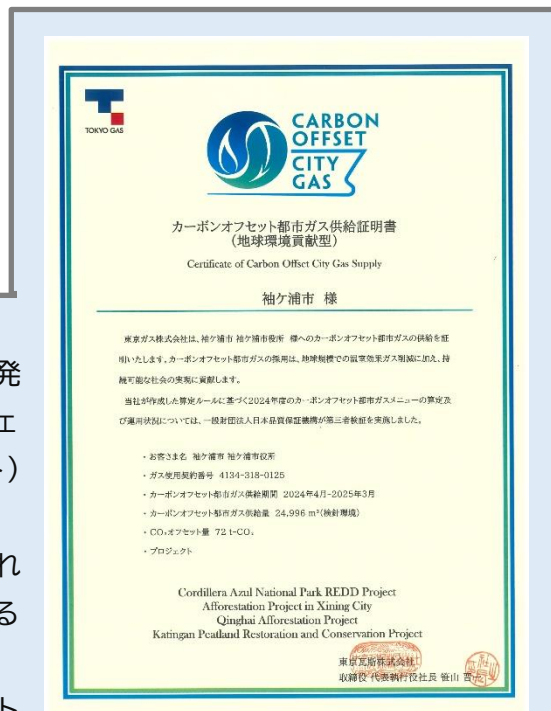 TOKYO GAS
CARBON
OFFSET
CITY
GAS
カーボンオフセット都市ガス供給証明書
(地球環境貢献型)
Certificate of Carbon Offset City Gas Supply
袖ケ浦市 様
東京ガス株式会社は、袖ケ浦市 袖ケ浦市役所 様へのカーボンオフセット都市ガスの供給を証
明いたします。カーボンオフセット都市ガスの採用は、地球規模での温室効果ガス削減に加え、持
続可能な社会の実現に貢献します。
当社が作成した算定ルールに基づく2024年度のカーボンオフセット都市ガスメニューの算定及
び運用状況については、一般財団法人日本品質保証機構が第三者検証を実施しました。
・お客さま名 袖ケ浦市 袖ケ浦市役所
・ガス使用契約番号 4134-318-0125
・カーボンオフセット都市ガス供給期間 2024年4月-2025年3月
・カーボンオフセット都市ガス供給量 24,996 m³(検針環境)
・CO₂オフセット量 72 t-CO₂
・プロジェクト
Cordillera Azul National Park REDD Project
Afforestation Project in Xining City
Qinghai Afforestation Project
Katingan Peatland Restoration and Conservation Project
東京瓦斯株式会社
取締役 代表執行役社長 笹山
発
ェ
ト)
れ
る
ト